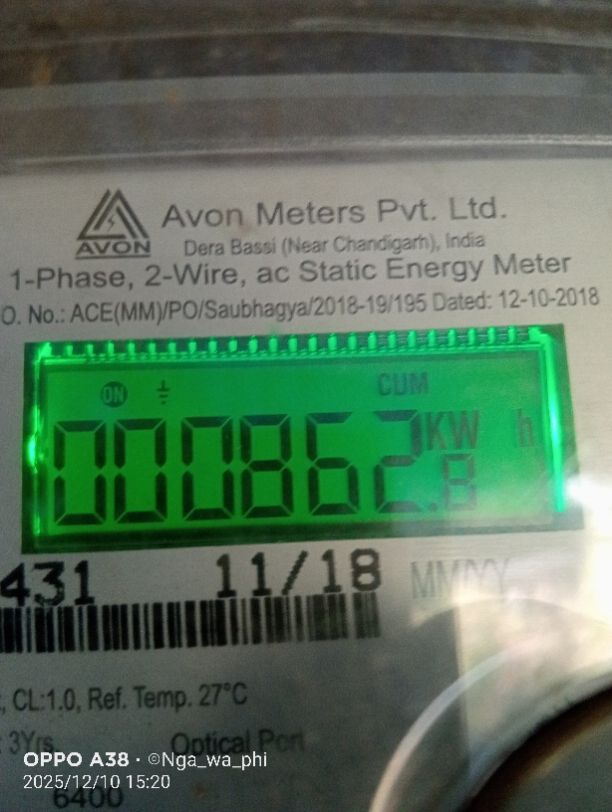 AVON
Avon Meters Pvt. Ltd.
Dera Bassi (Near Chandigarh), India
1-Phase, 2-Wire, ac Static Energy Meter
O. No.: ACE(MM)/PO/Saubhagya/2018-19/195 Dated: 12-10-2018
ON CUM
000862.8 KW h
431 11/18 MM/YY
, CL:1.0, Ref. Temp. 27°C
3Yrs. Optical Port
OPPO A38 · ©Nga_wa_phi
2025/12/10 15:20
6400